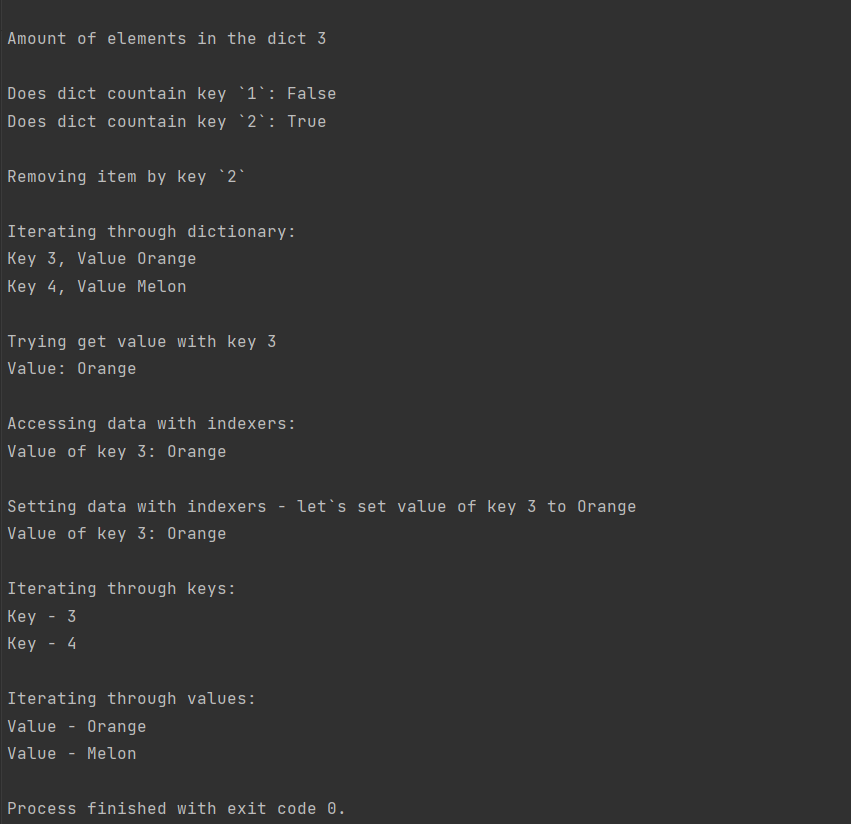 Amount of elements in the dict 3
Does dict countain key `1`: False
Does dict countain key `2`: True
Removing item by key `2`
Iterating through dictionary:
Key 3, Value Orange
Key 4, Value Melon
Trying get value with key 3
Value: Orange
Accessing data with indexers:
Value of key 3: Orange
Setting data with indexers - let`s set value of key 3 to Orange
Value of key 3: Orange
Iterating through keys:
Key - 3
Key - 4
Iterating through values:
Value - Orange
Value - Melon
Process finished with exit code 0.